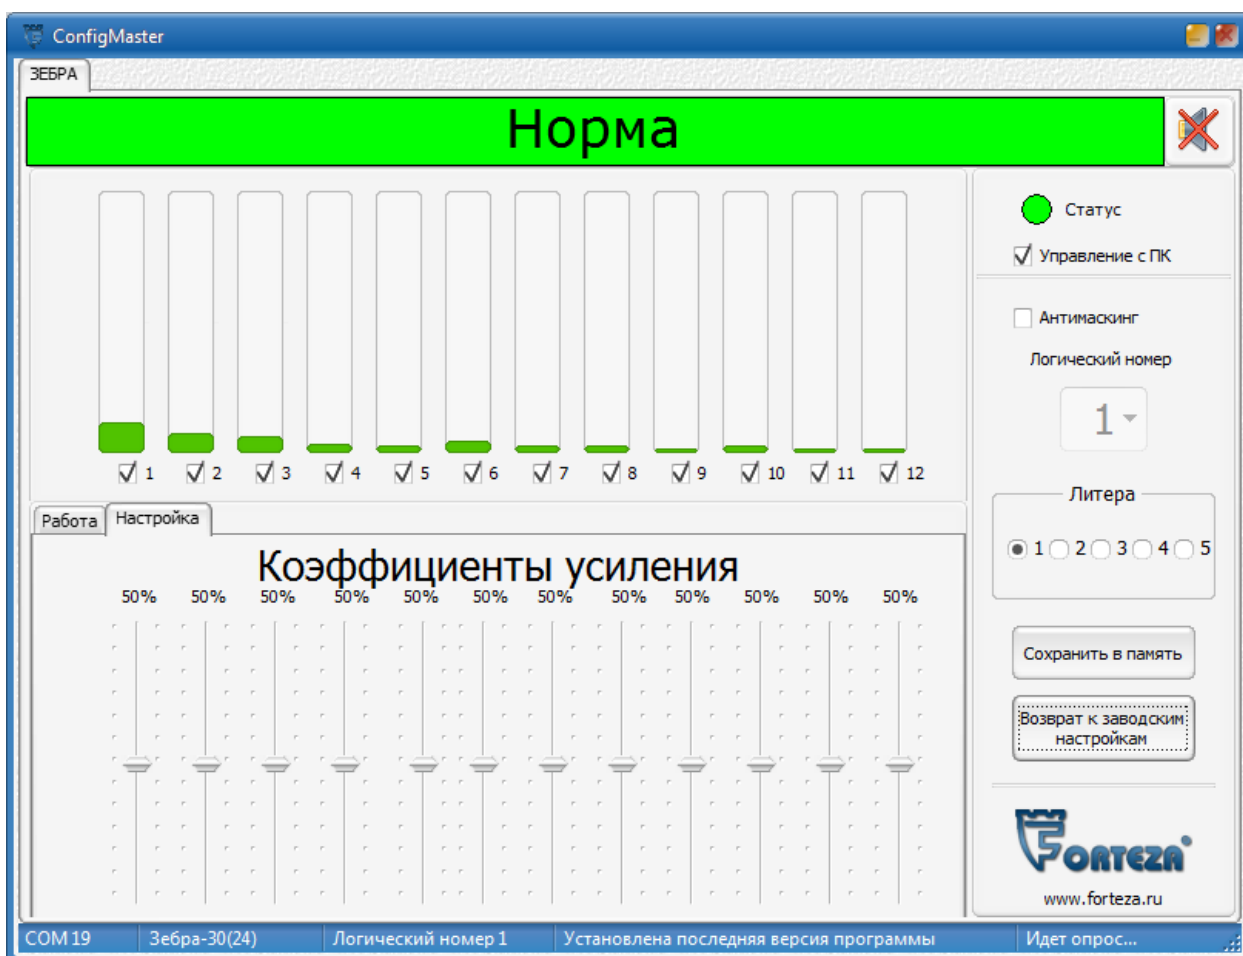 ConfigMaster
ЗЕБРА
Норма
Статус
Управление с ПК
1 2 3 4 5 6 7 8 9 10 11 12
Антимаскинг
Логический номер
1
Литера
1 2 3 4 5
Работа Настройка
Коэффициенты усиления
50% 50% 50% 50% 50% 50% 50% 50% 50% 50% 50% 50%
Сохранить в память
Возврат к заводским
настройкам
FORTEZA
www.forteza.ru
COM 19 Зебра-30(24) Логический номер 1 Установлена последняя версия программы Идет опрос...